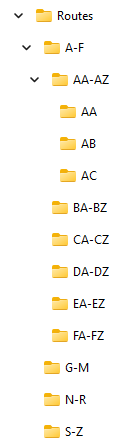 Routes
A-F
AA-AZ
AA
AB
AC
BA-BZ
CA-CZ
DA-DZ
EA-EZ
FA-FZ
G-M
N-R
S-Z